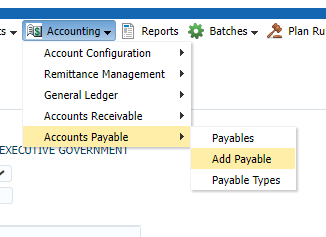 Accounting Reports Batches Plan Ru
Account Configuration
Remittance Management
General Ledger
Accounts Receivable
Accounts Payable
Payables
EXECUTIVE GOVERNMENT
Add Payable
Payable Types